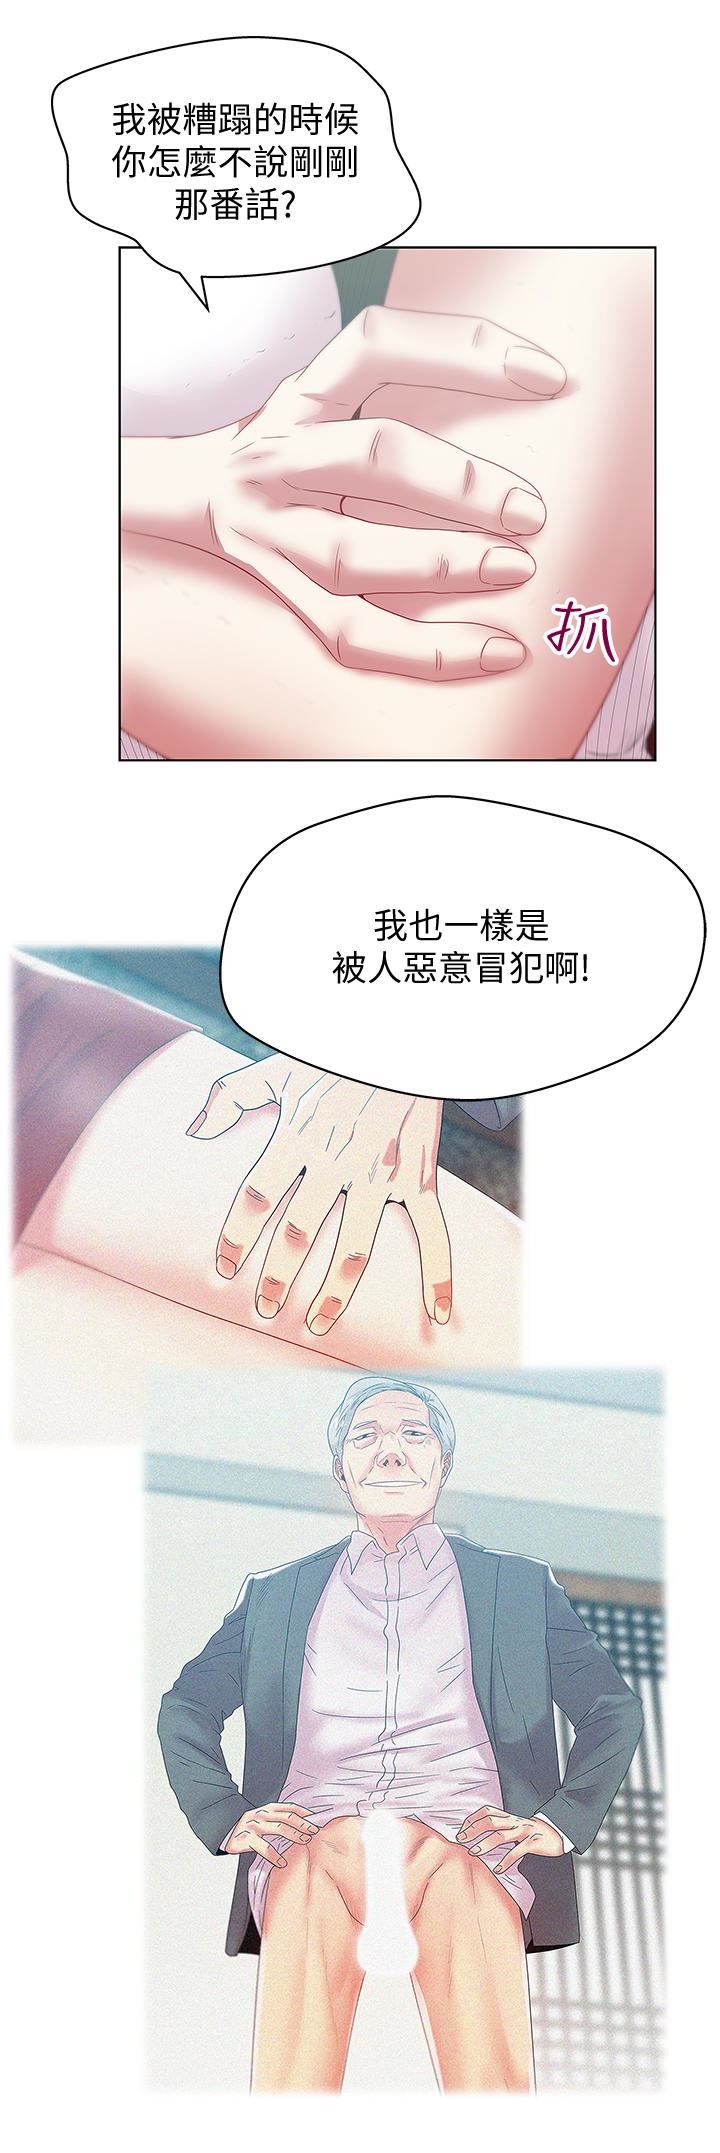 我被糟蹋的時候
你怎麼不說剛剛
那番話?
抓
我也一樣是
被人惡意冒犯啊!